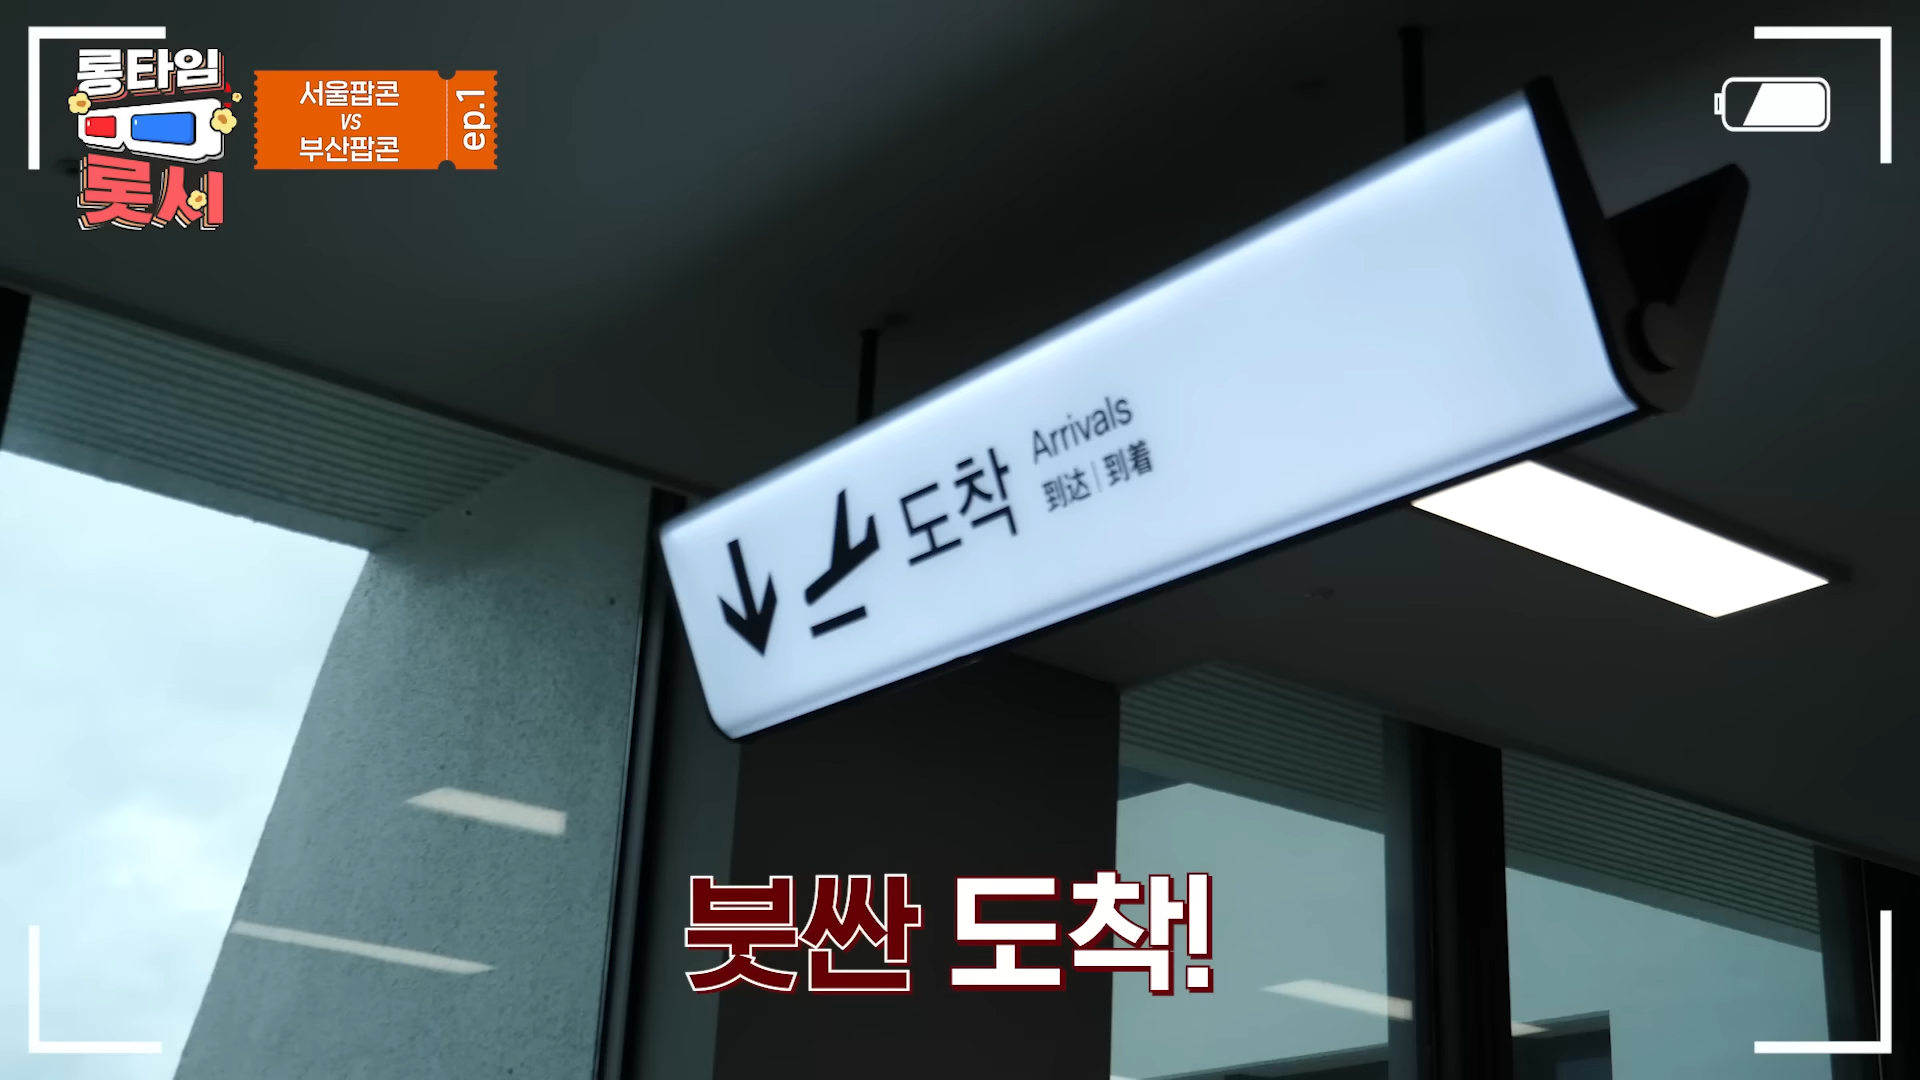 롱타임
롯시
서울팝콘
VS
부산팝콘
ep.1
도착
Arrivals
到达 | 到着
붓싼 도착!